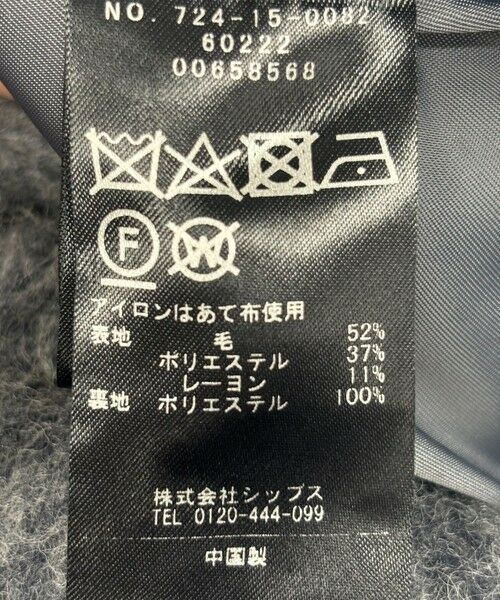 NO. 724-15-0082
60222
00658568
F
W
アイロンはあて布使用
表地 毛 52%
ポリエステル 37%
レーヨン 11%
裏地 ポリエステル 100%
株式会社シップス
TEL 0120-444-099
中国製